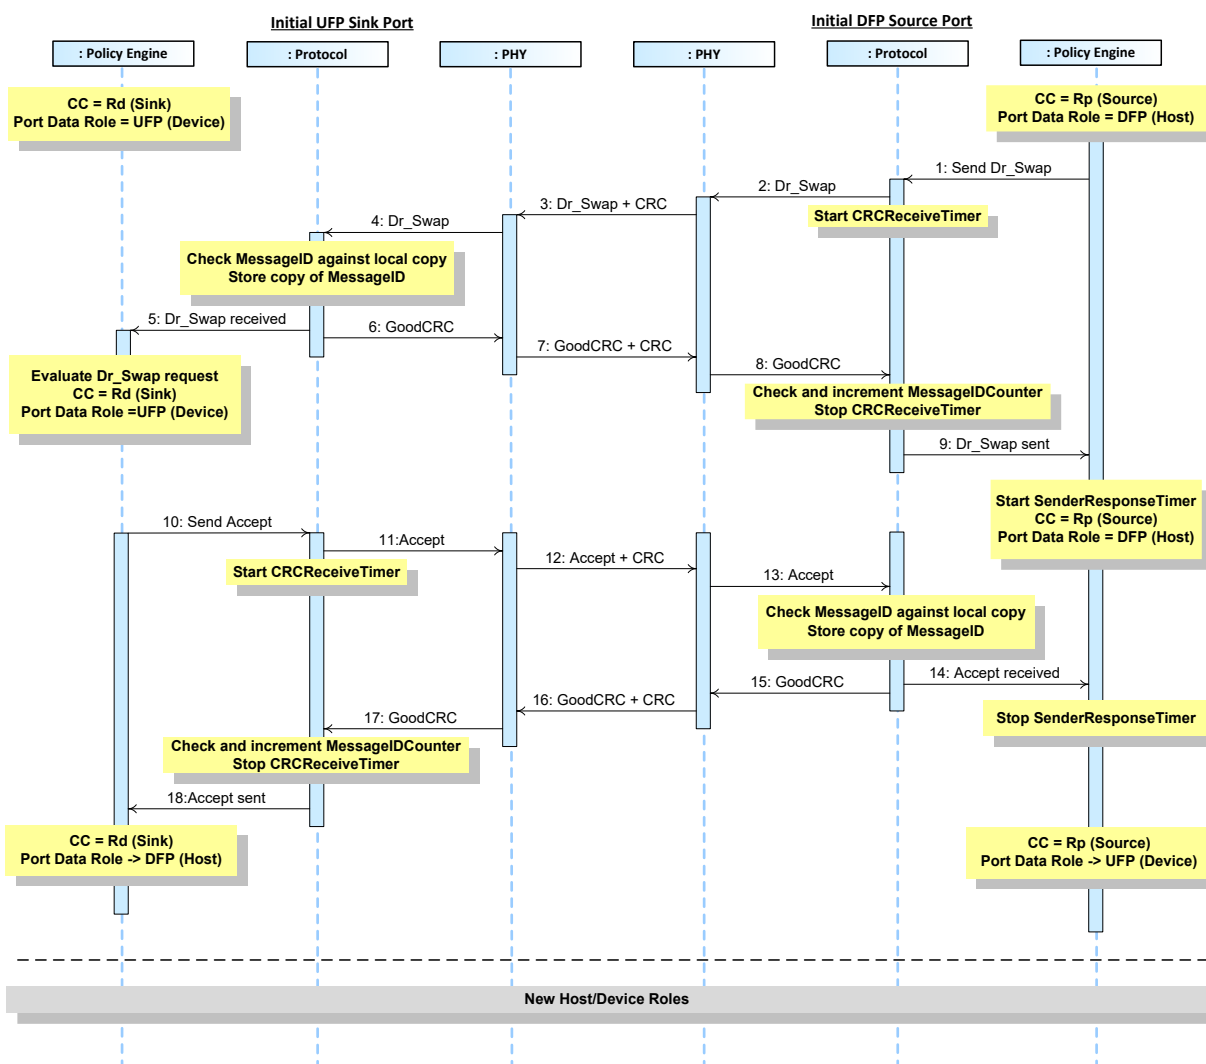 Initial UFP Sink Port
Initial DFP Source Port
: Policy Engine
: Protocol
: PHY
: PHY
: Protocol
: Policy Engine
CC = Rd (Sink)
Port Data Role = UFP (Device)
CC = Rp (Source)
Port Data Role = DFP (Host)
1: Send Dr_Swap
2: Dr_Swap
Start CRCReceiveTimer
3: Dr_Swap + CRC
4: Dr_Swap
Check MessageID against local copy
Store copy of MessageID
5: Dr_Swap received
6: GoodCRC
7: GoodCRC + CRC
8: GoodCRC
Evaluate Dr_Swap request
CC = Rd (Sink)
Port Data Role =UFP (Device)
Check and increment MessageIDCounter
Stop CRCReceiveTimer
9: Dr_Swap sent
Start SenderResponseTimer
CC = Rp (Source)
Port Data Role = DFP (Host)
10: Send Accept
11:Accept
Start CRCReceiveTimer
12: Accept + CRC
13: Accept
Check MessageID against local copy
Store copy of MessageID
14: Accept received
15: GoodCRC
16: GoodCRC + CRC
17: GoodCRC
Stop SenderResponseTimer
Check and increment MessageIDCounter
Stop CRCReceiveTimer
18:Accept sent
CC = Rd (Sink)
Port Data Role -> DFP (Host)
CC = Rp (Source)
Port Data Role -> UFP (Device)
New Host/Device Roles